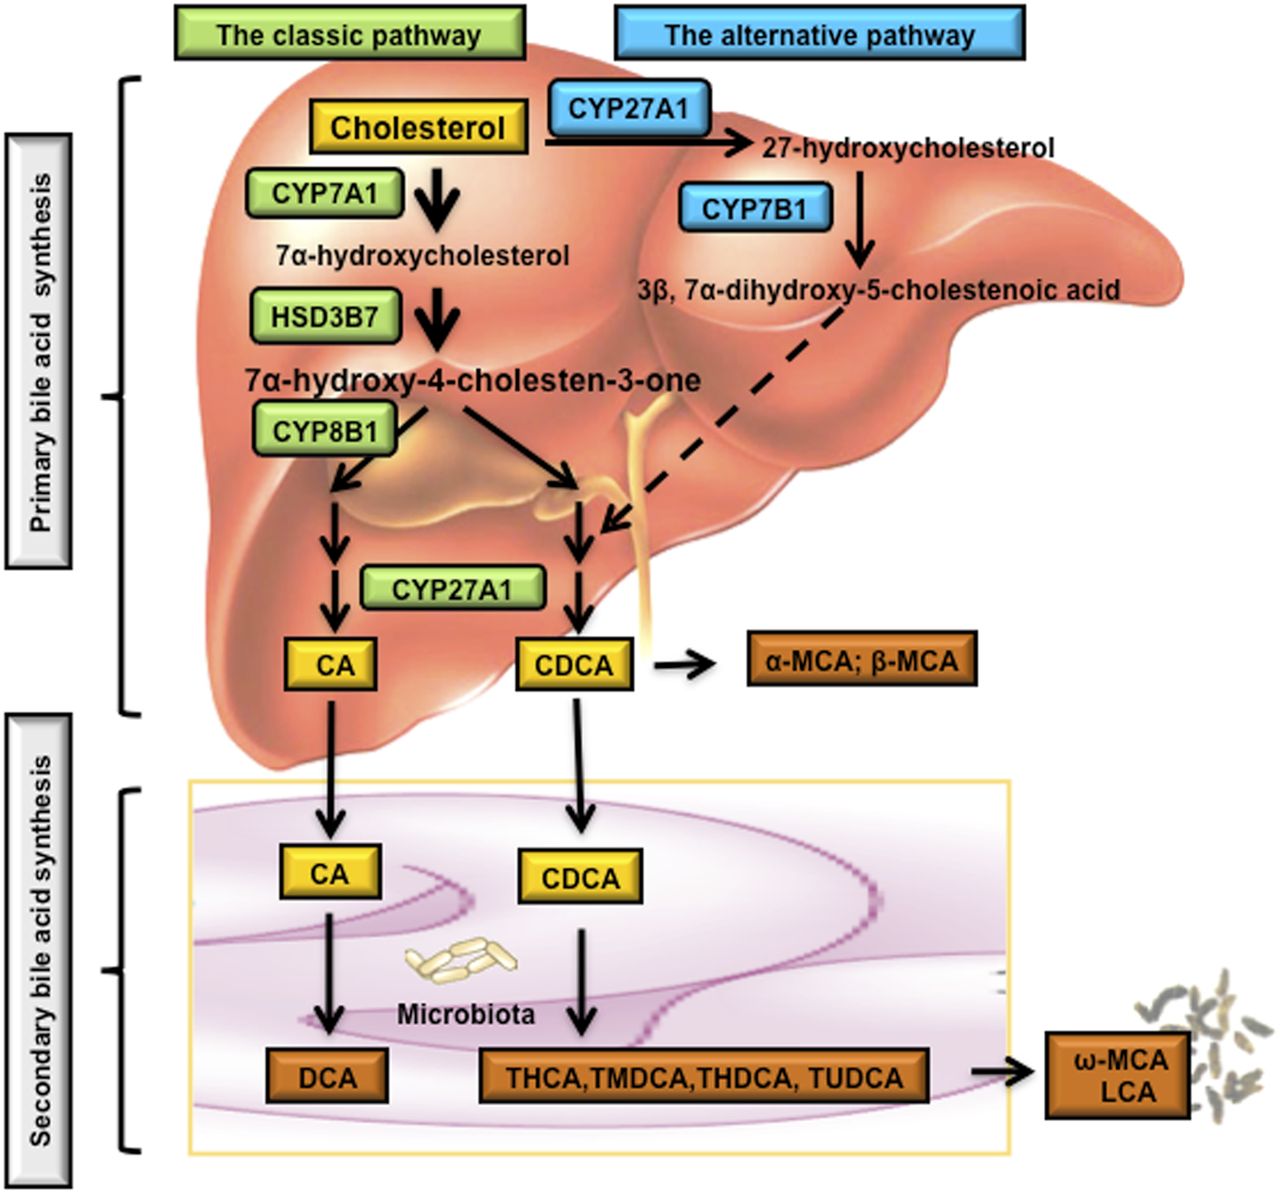 The classic pathway
The alternative pathway
Primary bile acid synthesis
Cholesterol
CYP27A1
27-hydroxycholesterol
CYP7A1
CYP7B1
7α-hydroxycholesterol
3β, 7α-dihydroxy-5-cholestenoic acid
HSD3B7
7α-hydroxy-4-cholesten-3-one
CYP8B1
CYP27A1
CA
CDCA
α-MCA; β-MCA
Secondary bile acid synthesis
CA
CDCA
Microbiota
DCA
THCA,TMDCA,THDCA, TUDCA
ω-MCA
LCA